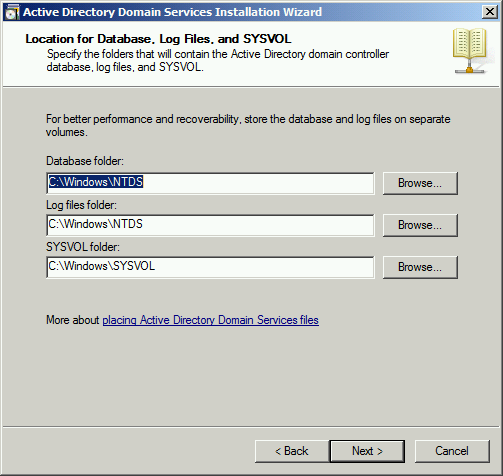 Active Directory Domain Services Installation Wizard
Location for Database, Log Files, and SYSVOL
Specify the folders that will contain the Active Directory domain controller
database, log files, and SYSVOL.
For better performance and recoverability, store the database and log files on separate
volumes.
Database folder:
C:\Windows\NTDS
Browse...
Log files folder:
C:\Windows\NTDS
Browse...
SYSVOL folder:
C:\Windows\SYSVOL
Browse...
More about placing Active Directory Domain Services files
< Back
Next >
Cancel